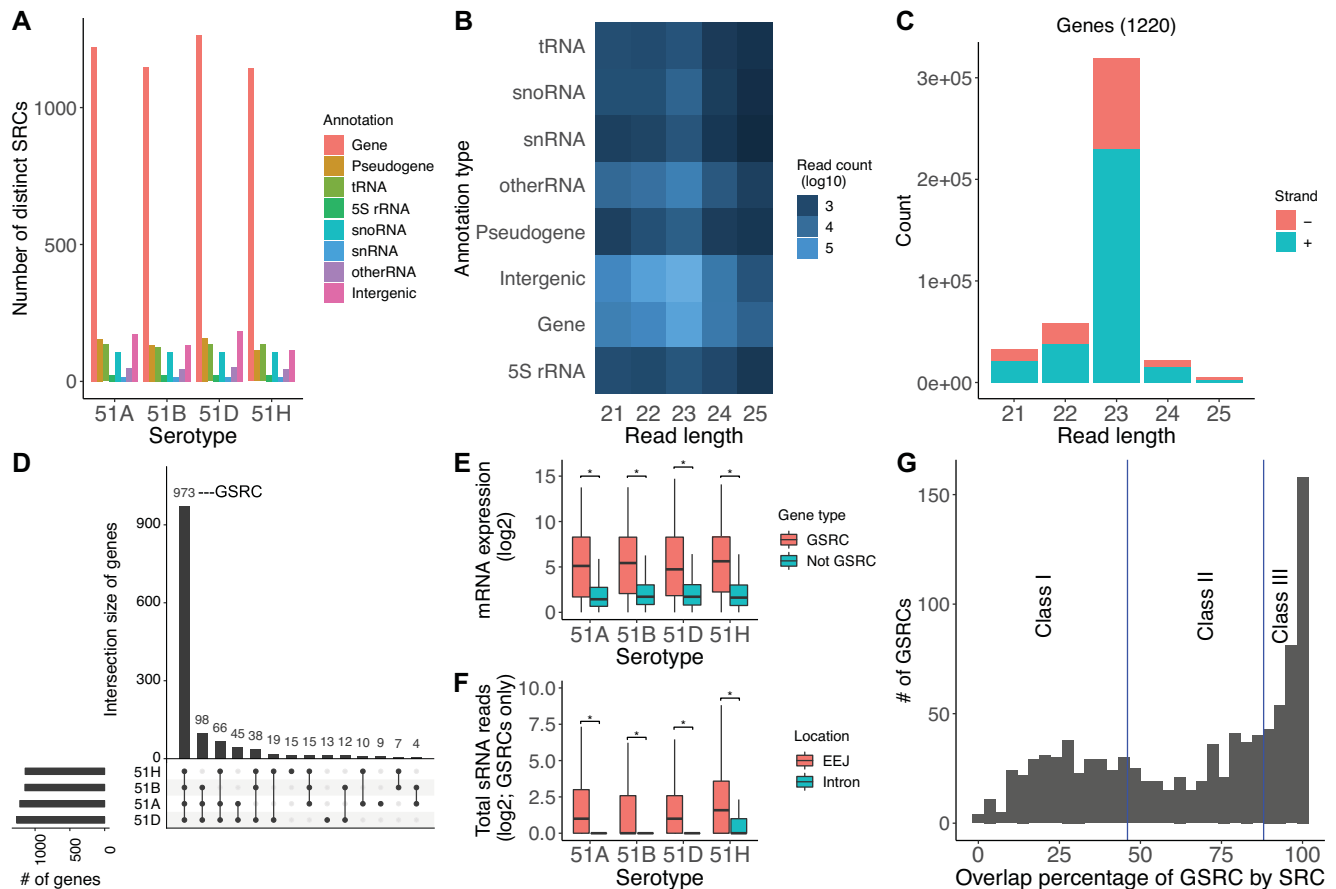 A
Number of distinct SRCs
1000
500
0
51A 51B 51D 51H
Serotype
Annotation
Gene
Pseudogene
tRNA
5S rRNA
snoRNA
snRNA
otherRNA
Intergenic
B
Annotation type
tRNA
snoRNA
snRNA
otherRNA
Pseudogene
Intergenic
Gene
5S rRNA
21 22 23 24 25
Read length
Read count
(log10)
3
4
5
C
Genes (1220)
Count
3e+05
2e+05
1e+05
0e+00
21 22 23 24 25
Read length
Strand
−
+
D
Intersection size of genes
900
600
300
0
973 ---GSRC
98 66 45 38 19 15 15 13 12 10 9 7 4
51H
51B
51A
51D
1000 500 0
# of genes
E
mRNA expression
(log2)
15
10
5
0
* * * *
51A 51B 51D 51H
Serotype
Gene type
GSRC
Not GSRC
F
Total sRNA reads
(log2; GSRCs only)
10.0
7.5
5.0
2.5
0.0
* * * *
51A 51B 51D 51H
Serotype
Location
EEJ
Intron
G
# of GSRCs
150
100
50
0
Class I
Class II
Class III
0 25 50 75 100
Overlap percentage of GSRC by SRC